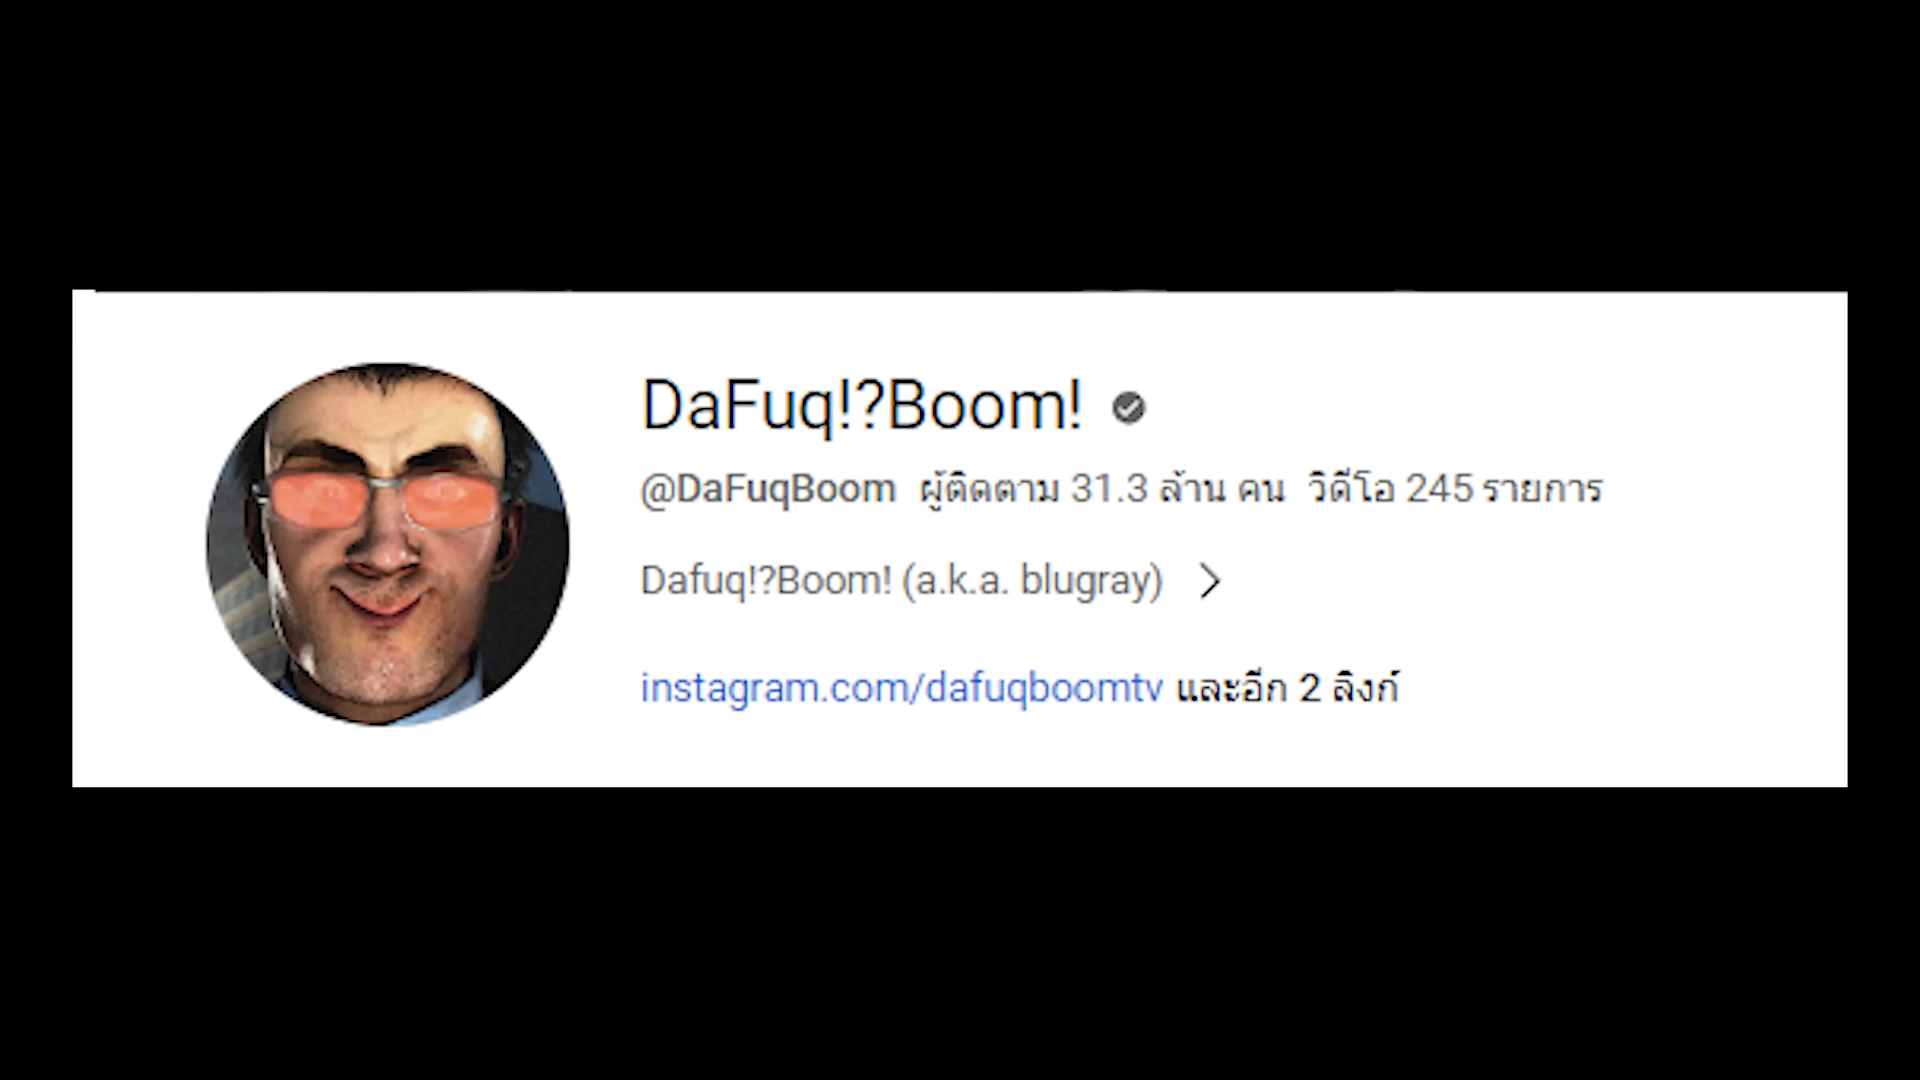 DaFuq!?Boom!
@DaFuqBoom ผู้ติดตาม 31.3 ล้าน คน วิดีโอ 245 รายการ
Dafuq!?Boom! (a.k.a. blugray)
instagram.com/dafuqboomtv และอีก 2 ลิงก์